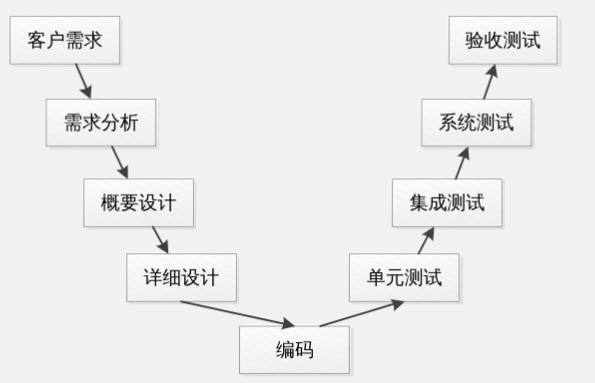 客户需求
验收测试
需求分析
系统测试
概要设计
集成测试
详细设计
单元测试
编码